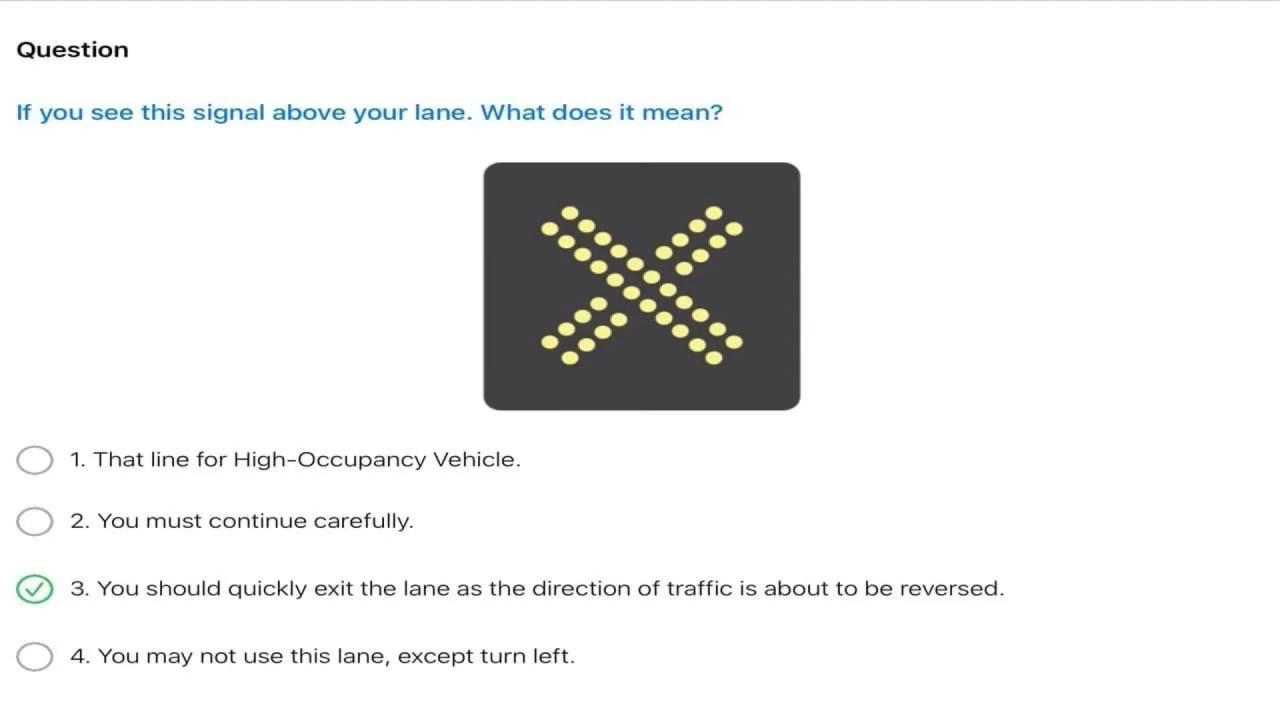 Question
If you see this signal above your lane. What does it mean?
1. That line for High-Occupancy Vehicle.
2. You must continue carefully.
3. You should quickly exit the lane as the direction of traffic is about to be reversed.
4. You may not use this lane, except turn left.